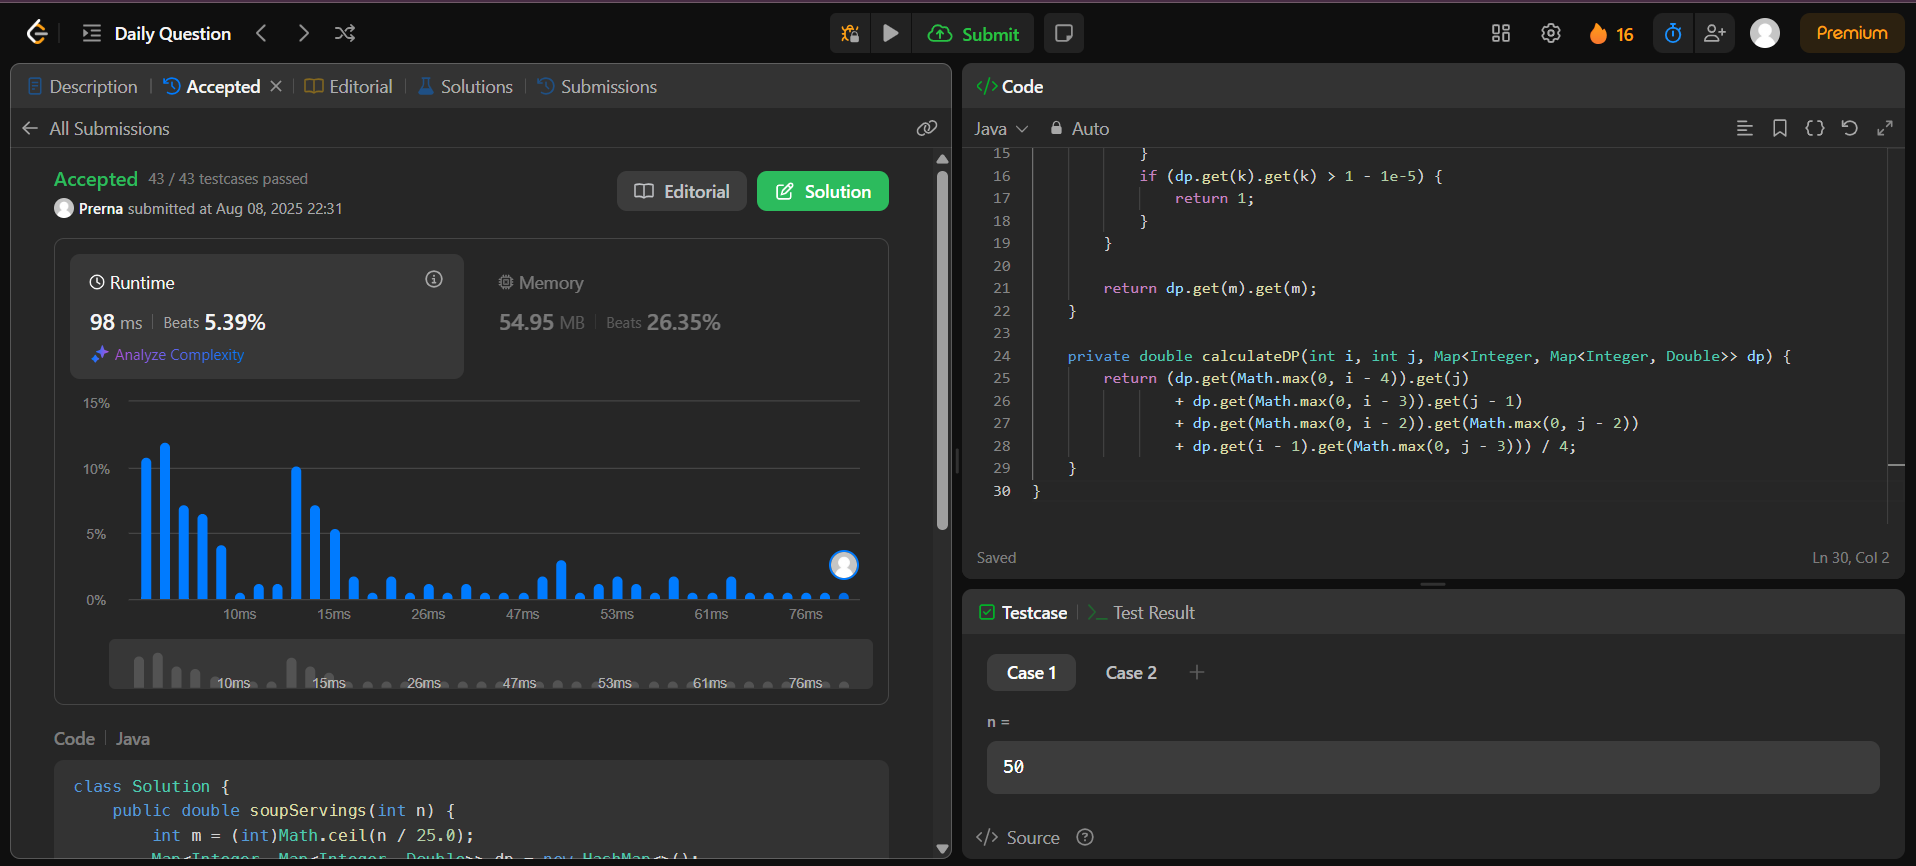 Daily Question
Submit
16
Premium
Description
Accepted
Editorial
Solutions
Submissions
All Submissions
Accepted 43 / 43 testcases passed
Prerna submitted at Aug 08, 2025 22:31
Editorial
Solution
Runtime
98 ms Beats 5.39%
Analyze Complexity
Memory
54.95 MB Beats 26.35%
15%
10%
5%
0%
10ms 15ms 26ms 47ms 53ms 61ms 76ms
10ms 15ms 26ms 47ms 53ms 61ms 76ms
Code Java
class Solution {
public double soupServings(int n) {
int m = (int)Math.ceil(n / 25.0);
Map<Integer, Map<Integer, Double>> dp = new HashMap<>();
</> Code
Java Auto
15 }
16 if (dp.get(k).get(k) > 1 - 1e-5) {
17 return 1;
18 }
19 }
20
21 return dp.get(m).get(m);
22 }
23
24 private double calculateDP(int i, int j, Map<Integer, Map<Integer, Double>> dp) {
25 return (dp.get(Math.max(0, i - 4)).get(j)
26 + dp.get(Math.max(0, i - 3)).get(j - 1)
27 + dp.get(Math.max(0, i - 2)).get(Math.max(0, j - 2))
28 + dp.get(i - 1).get(Math.max(0, j - 3))) / 4;
29 }
30 }
Saved
Ln 30, Col 2
Testcase
Test Result
Case 1
Case 2
n =
50
</> Source